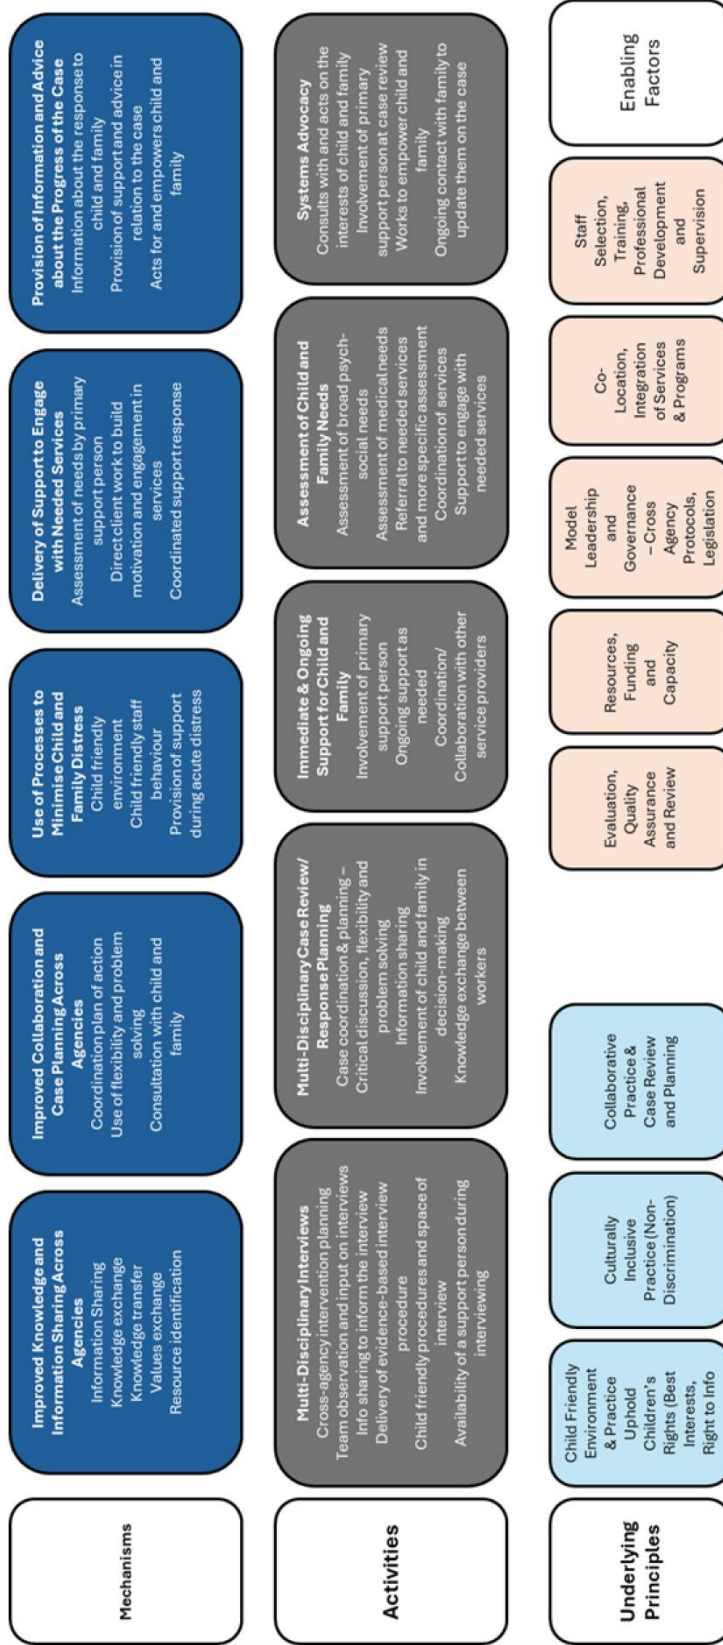 Mechanisms
Improved Knowledge and
Information Sharing Across
Agencies
Information Sharing
Knowledge exchange
Knowledge transfer
Values exchange
Resource identification
Improved Collaboration and
Case Planning Across
Agencies
Coordination plan of action
Use of flexibility and problem
solving
Consultation with child and
family
Use of Processes to
Minimise Child and
Family Distress
Child friendly
environment
Child friendly staff
behaviour
Provision of support
during acute distress
Delivery of Support to Engage
with Needed Services
Assessment of needs by primary
support person
Direct client work to build
motivation and engagement in
services
Coordinated support response
Provision of Information and Advice
about the Progress of the Case
Information about the response to
child and family
Provision of support and advice in
relation to the case
Acts for and empowers child and
family
Activities
Multi-Disciplinary Interviews
Cross-agency intervention planning
Team observation and input on interviews
Info sharing to inform the interview
Delivery of evidence-based interview
procedure
Child friendly procedures and space of
interview
Availability of a support person during
interviewing
Multi-Disciplinary Case Review/
Response Planning
Case coordination & planning –
Critical discussion, flexibility and
problem solving
Information sharing
Involvement of child and family in
decision-making
Knowledge exchange between
workers
Immediate & Ongoing
Support for Child and
Family
Involvement of primary
support person
Ongoing support as
needed
Coordination/
Collaboration with other
service providers
Assessment of Child and
Family Needs
Assessment of broad psych-
social needs
Assessment of medical needs
Referral to needed services
and more specific assessment
Coordination of services
Support to engage with
needed services
Systems Advocacy
Consults with and acts on the
interests of child and family
Involvement of primary
support person at case review
Works to empower child and
family
Ongoing contact with family to
update them on the case
Underlying
Principles
Child Friendly
Environment
& Practice
Uphold
Children's
Rights (Best
Interests,
Right to Info
Culturally
Inclusive
Practice (Non-
Discrimination)
Collaborative
Practice &
Case Review
and Planning
Evaluation,
Quality
Assurance
and Review
Resources,
Funding
and
Capacity
Model
Leadership
and
Governance
– Cross
Agency
Protocols,
Legislation
Co-
Location,
Integration
of Services
& Programs
Staff
Selection,
Training,
Professional
Development
and
Supervision
Enabling
Factors